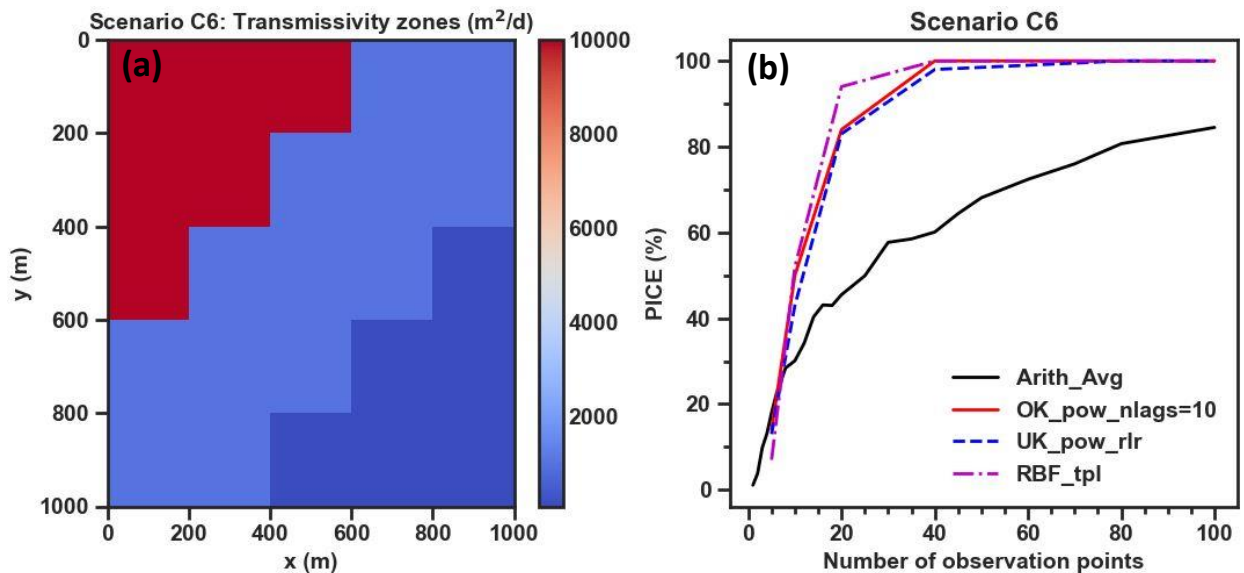 Scenario C6: Transmissivity zones (m²/d)
(a)
0
200
400
600
800
1000
y (m)
0 200 400 600 800 1000
x (m)
10000
8000
6000
4000
2000
Scenario C6
(b)
100
80
60
40
20
0
PICE (%)
Arith_Avg
OK_pow_nlags=10
UK_pow_rlr
RBF_tpl
0 20 40 60 80 100
Number of observation points